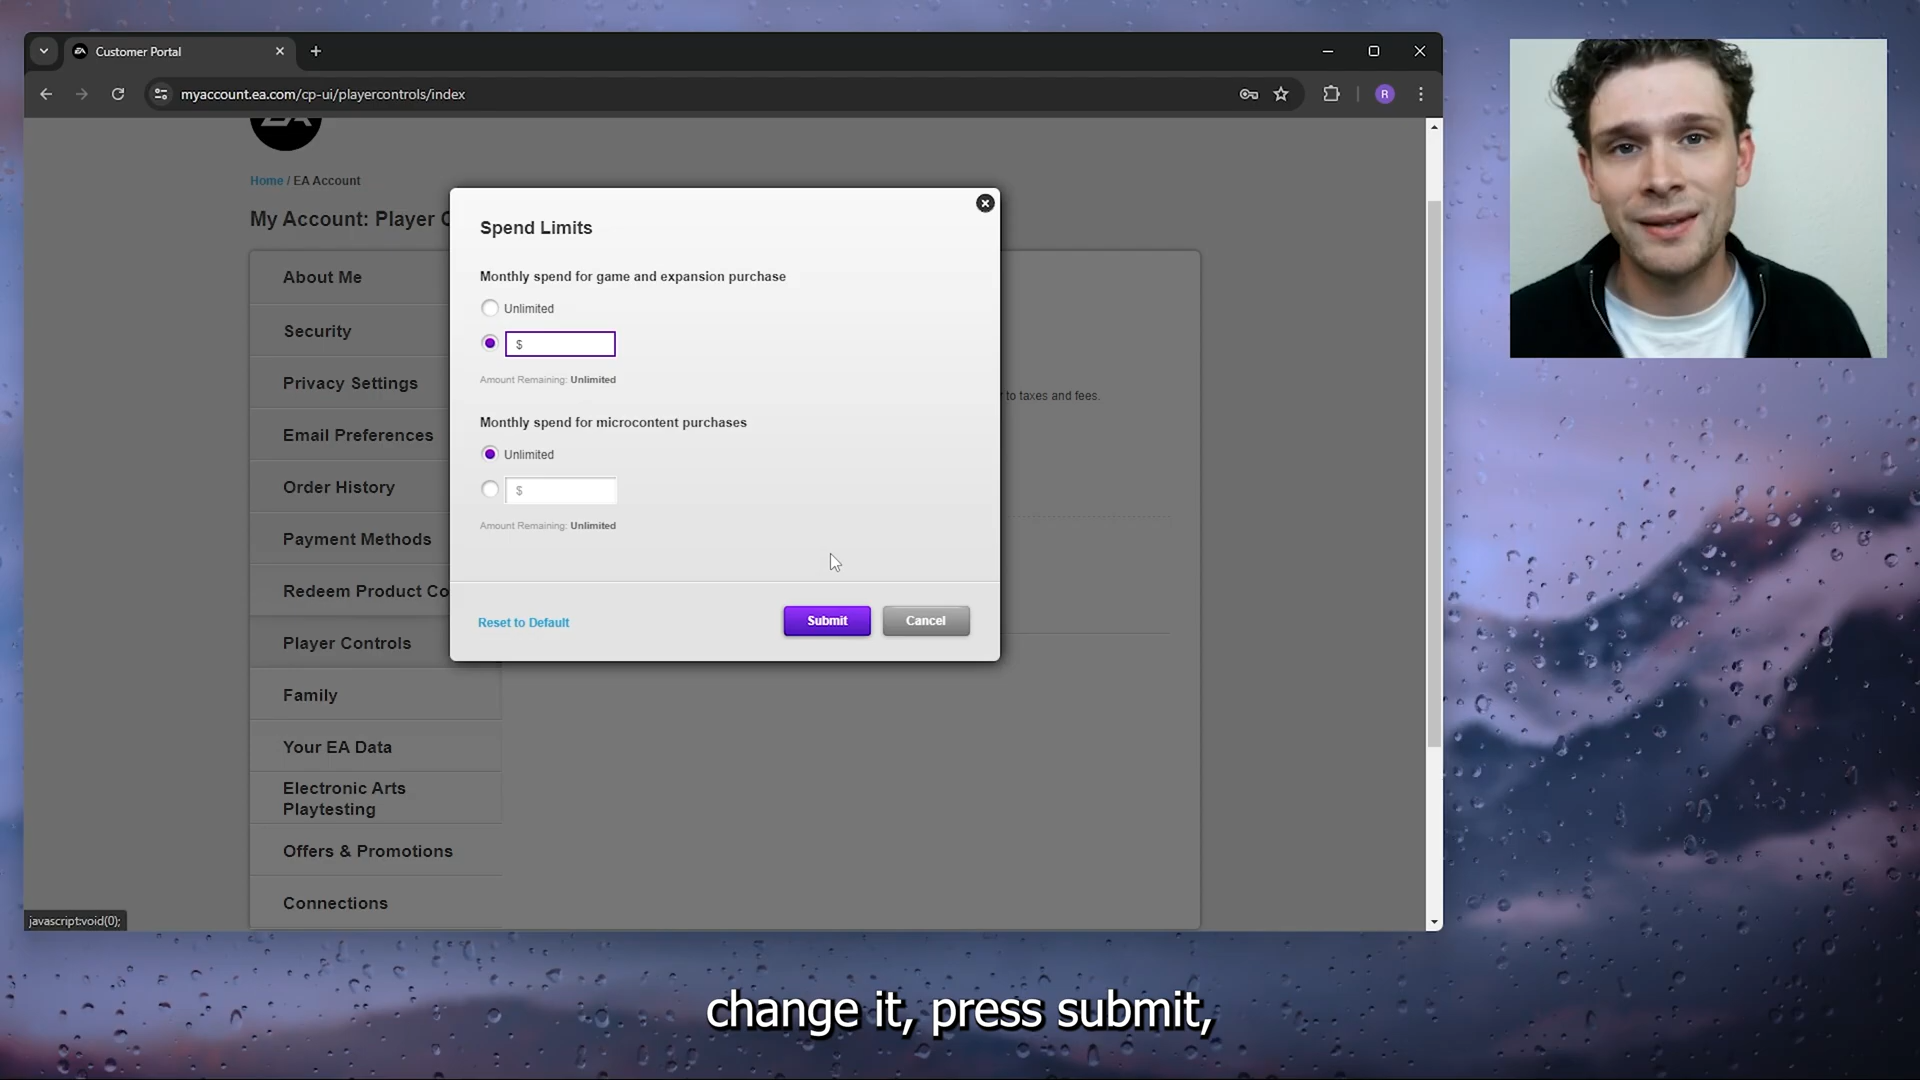 Customer Portal
myaccount.ea.com/cp-ui/playercontrols/index
R
Home / EA Account
My Account: Player C
About Me
Security
Privacy Settings
Email Preferences
Order History
Payment Methods
Redeem Product Co
Player Controls
Family
Your EA Data
Electronic Arts
Playtesting
Offers & Promotions
Connections
Spend Limits
Monthly spend for game and expansion purchase
Unlimited
$
Amount Remaining: Unlimited
Monthly spend for microcontent purchases
Unlimited
$
Amount Remaining: Unlimited
Reset to Default
Submit
Cancel
to taxes and fees.
javascript:void(0);
change it, press submit,